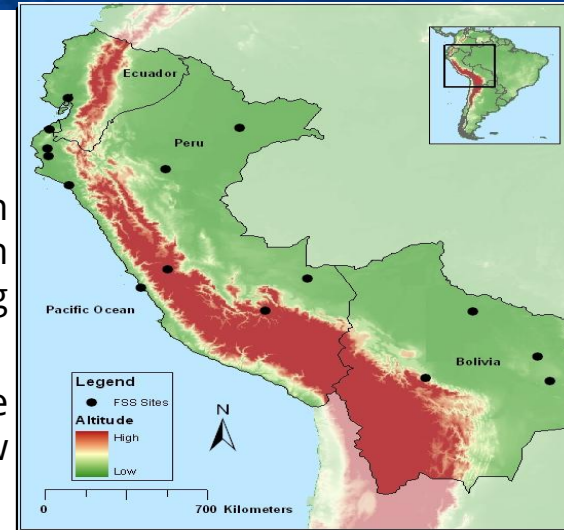 n
n
g
e
w
Ecuador
Peru
Pacific Ocean
Bolivia
Legend
FSS Sites
Altitude
High
Low
N
0 700 Kilometers